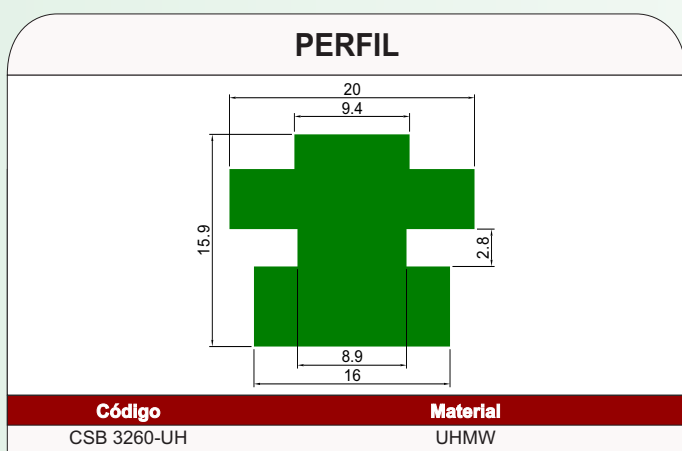 PERFIL
20
9.4
15.9
2.8
8.9
16
Código Material
CSB 3260-UH UHMW